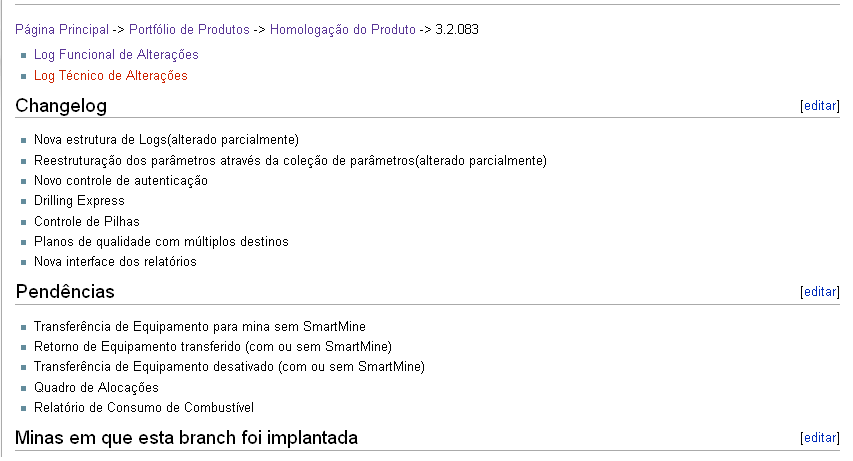 Página Principal -> Portfólio de Produtos -> Homologação do Produto -> 3.2.083
Log Funcional de Alterações
Log Técnico de Alterações
Changelog [editar]
Nova estrutura de Logs(alterado parcialmente)
Reestruturação dos parâmetros através da coleção de parâmetros(alterado parcialmente)
Novo controle de autenticação
Drilling Express
Controle de Pilhas
Planos de qualidade com múltiplos destinos
Nova interface dos relatórios
Pendências [editar]
Transferência de Equipamento para mina sem SmartMine
Retorno de Equipamento transferido (com ou sem SmartMine)
Transferência de Equipamento desativado (com ou sem SmartMine)
Quadro de Alocações
Relatório de Consumo de Combustível
Minas em que esta branch foi implantada [editar]